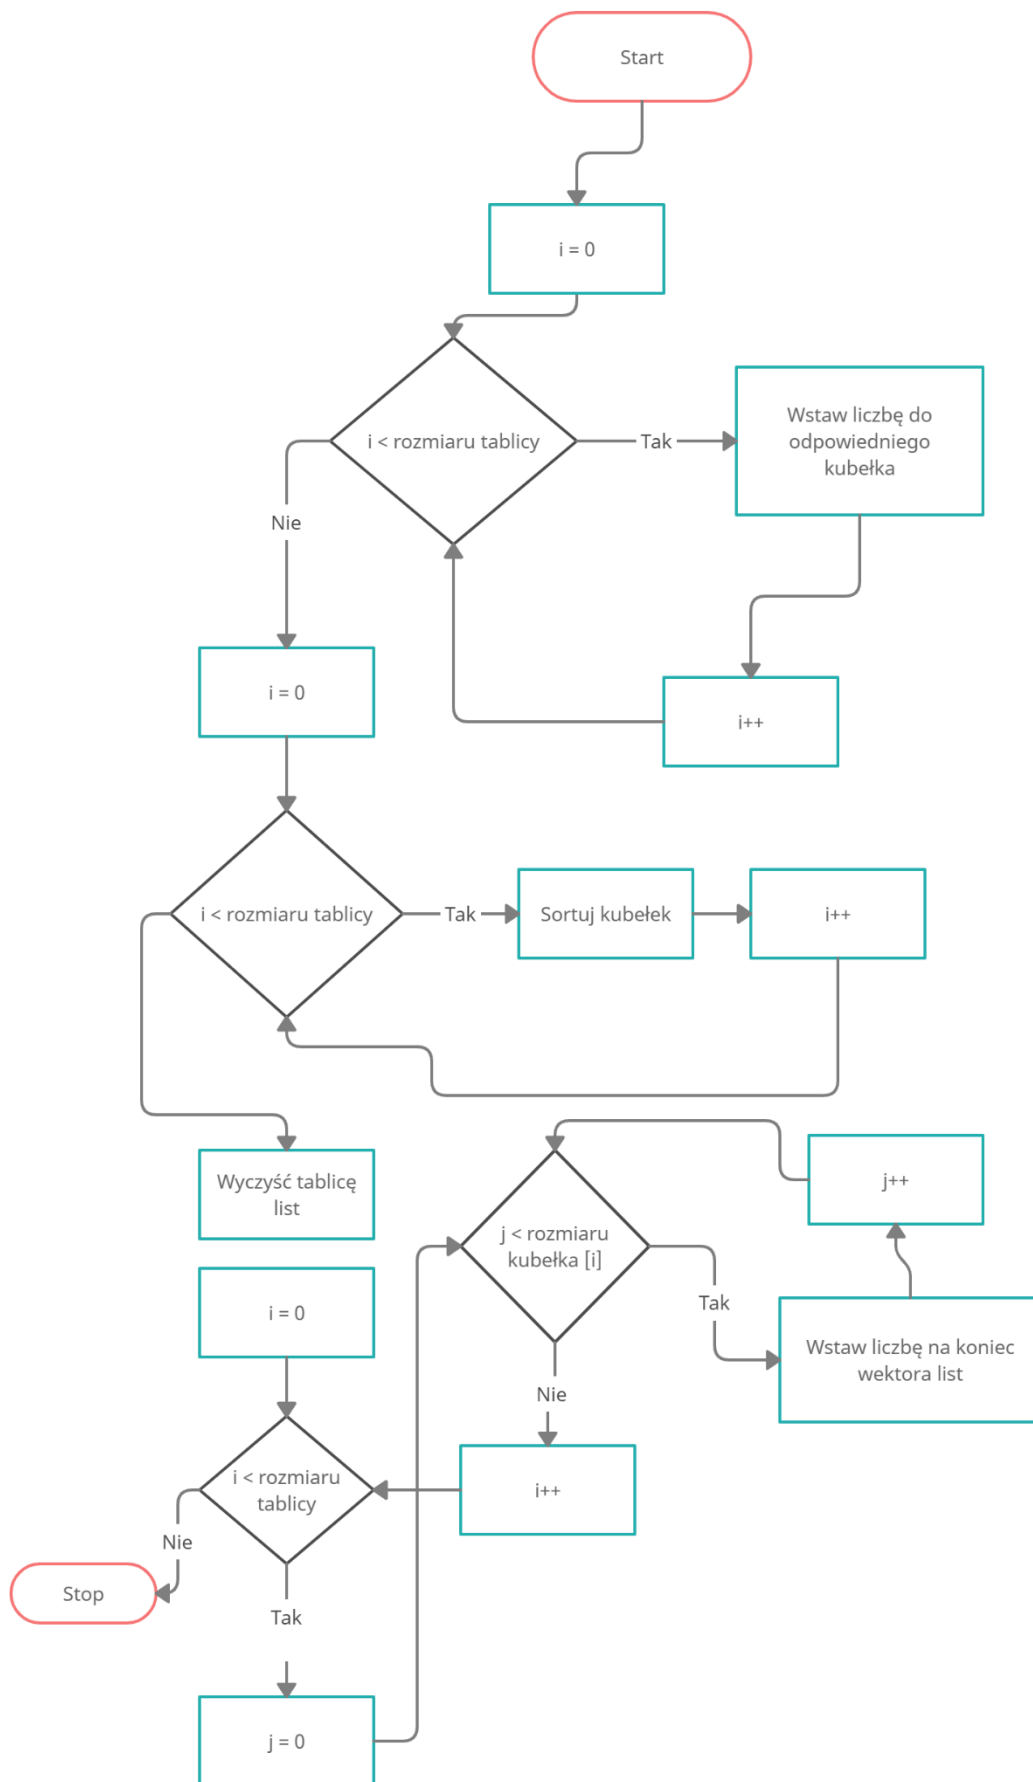 Start
i = 0
i < rozmiaru tablicy
Tak
Wstaw liczbę do
odpowiedniego
kubełka
Nie
i = 0
i++
i < rozmiaru tablicy
Tak
Sortuj kubełek
i++
Wyczyść tablicę
list
j < rozmiaru
kubełka [i]
j++
i = 0
Tak
Wstaw liczbę na koniec
wektora list
Nie
i < rozmiaru
tablicy
i++
Nie
Stop
Tak
j = 0